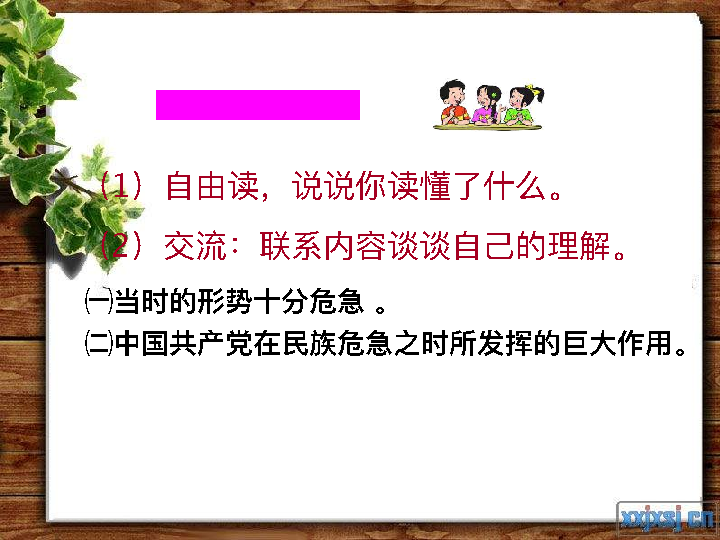 （1）自由读，说说你读懂了什么。
（2）交流：联系内容谈谈自己的理解。
㈠当时的形势十分危急 。
㈡中国共产党在民族危急之时所发挥的巨大作用。
xxjxsj.cn